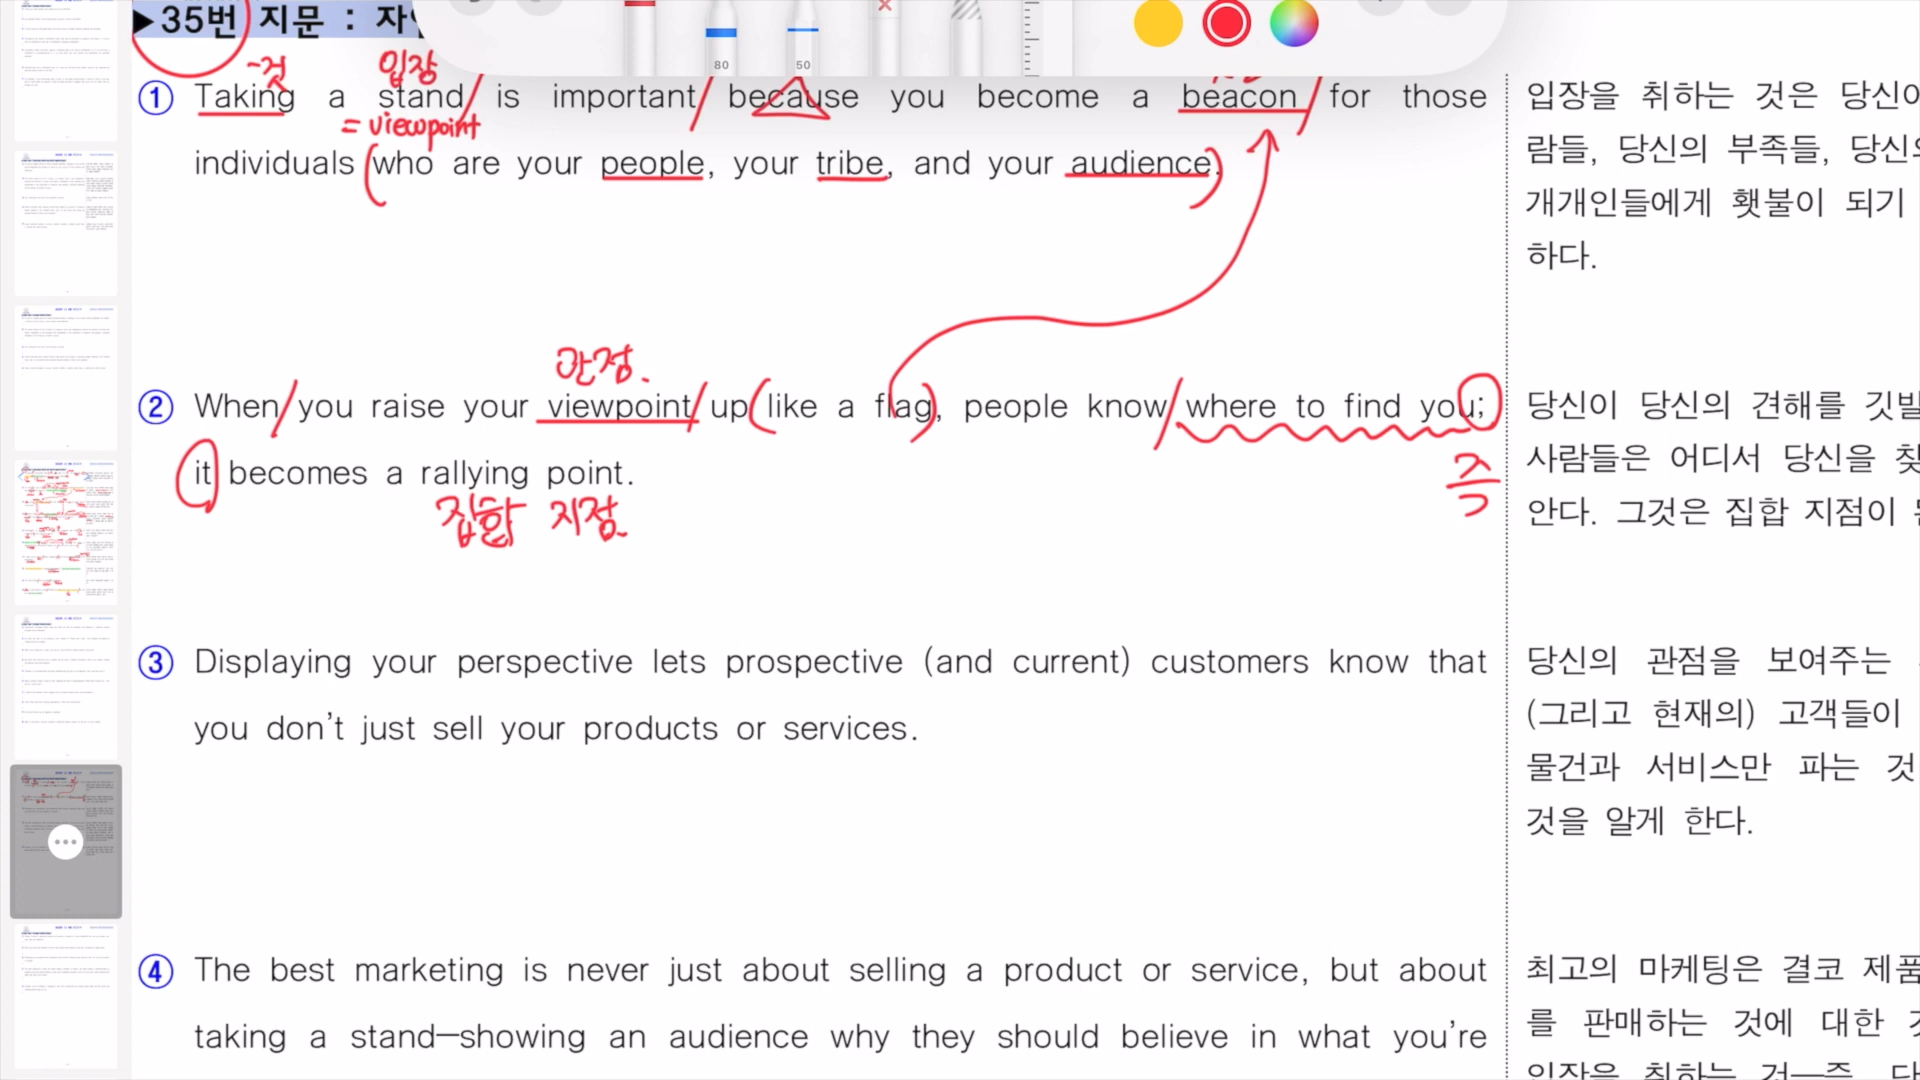 ▶35번 지문 : 자
80
50
-것
입장
① Taking a stand is important because you become a beacon for those
= viewpoint
individuals (who are your people, your tribe, and your audience).
관점.
② When you raise your viewpoint up (like a flag), people know where to find you;
it becomes a rallying point.
즉
집합 지점.
③ Displaying your perspective lets prospective (and current) customers know that
you don't just sell your products or services.
④ The best marketing is never just about selling a product or service, but about
taking a stand—showing an audience why they should believe in what you're
입장을 취하는 것은 당신이
람들, 당신의 부족들, 당신의
개개인들에게 횃불이 되기
하다.
당신이 당신의 견해를 깃발
사람들은 어디서 당신을 찾
안다. 그것은 집합 지점이
당신의 관점을 보여주는
(그리고 현재의) 고객들이
물건과 서비스만 파는 것
것을 알게 한다.
최고의 마케팅은 결코 제품
를 판매하는 것에 대한
입장을 취하는 것—즉,